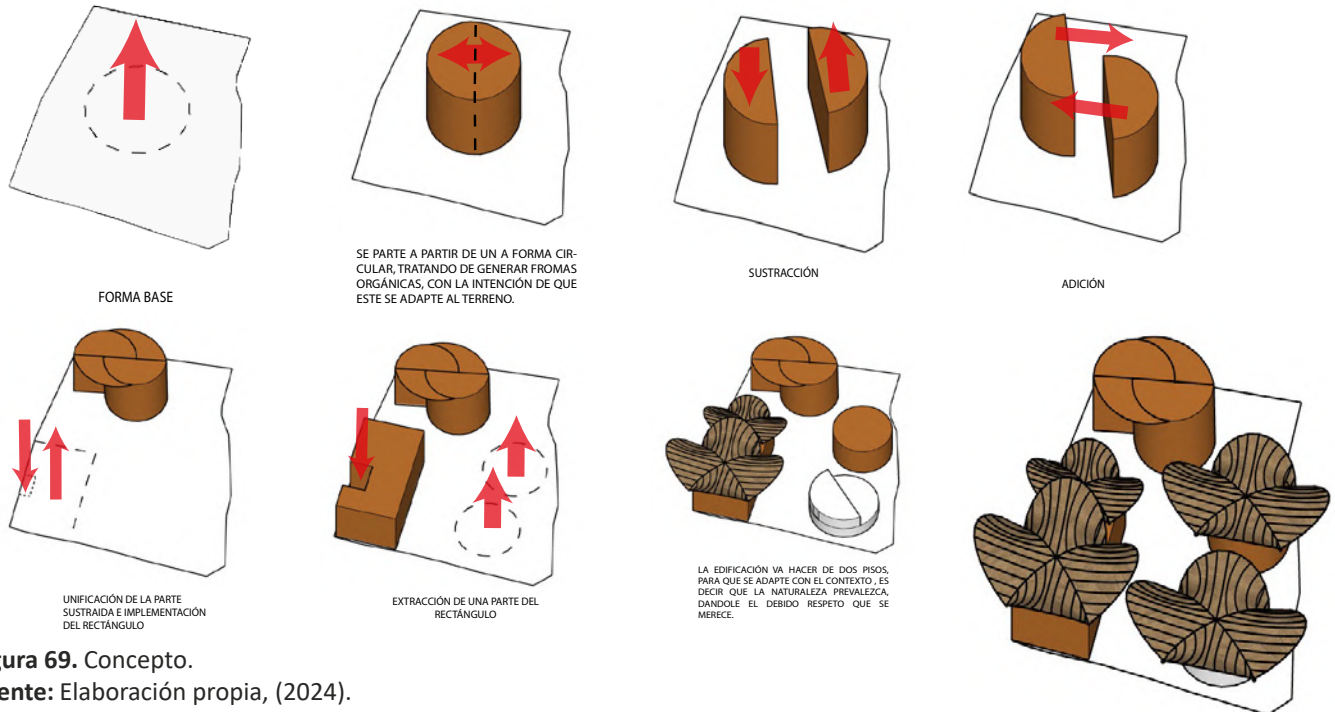 FORMA BASE
SE PARTE A PARTIR DE UN A FORMA CIR-
CULAR, TRATANDO DE GENERAR FROMAS
ORGÁNICAS, CON LA INTENCIÓN DE QUE
ESTE SE ADAPTE AL TERRENO.
SUSTRACCIÓN
ADICIÓN
UNIFICACIÓN DE LA PARTE
SUSTRAIDA E IMPLEMENTACIÓN
DEL RECTÁNGULO
EXTRACCIÓN DE UNA PARTE DEL
RECTÁNGULO
LA EDIFICACIÓN VA HACER DE DOS PISOS,
PARA QUE SE ADAPTE CON EL CONTEXTO , ES
DECIR QUE LA NATURALEZA PREVALEZCA,
DANDOLE EL DEBIDO RESPETO QUE SE
MERECE.
gura 69. Concepto.
ente: Elaboración propia, (2024).